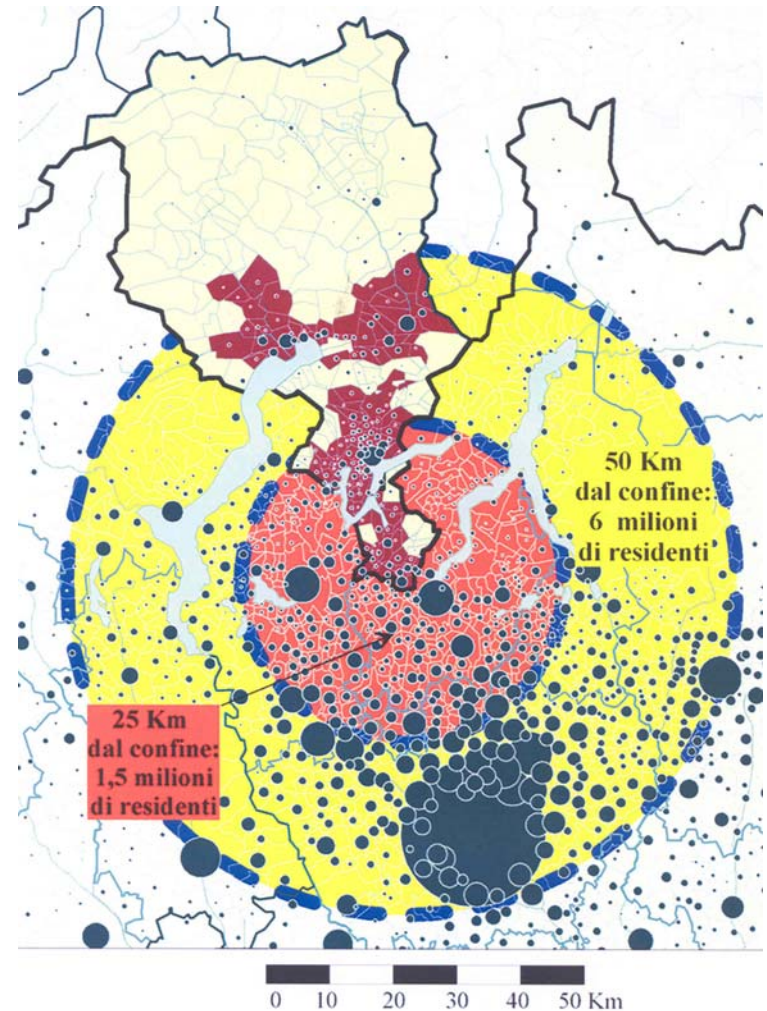 50 Km
dal confine:
6 milioni
di residenti
25 Km
dal confine:
1,5 milioni
di residenti
0 10 20 30 40 50 Km